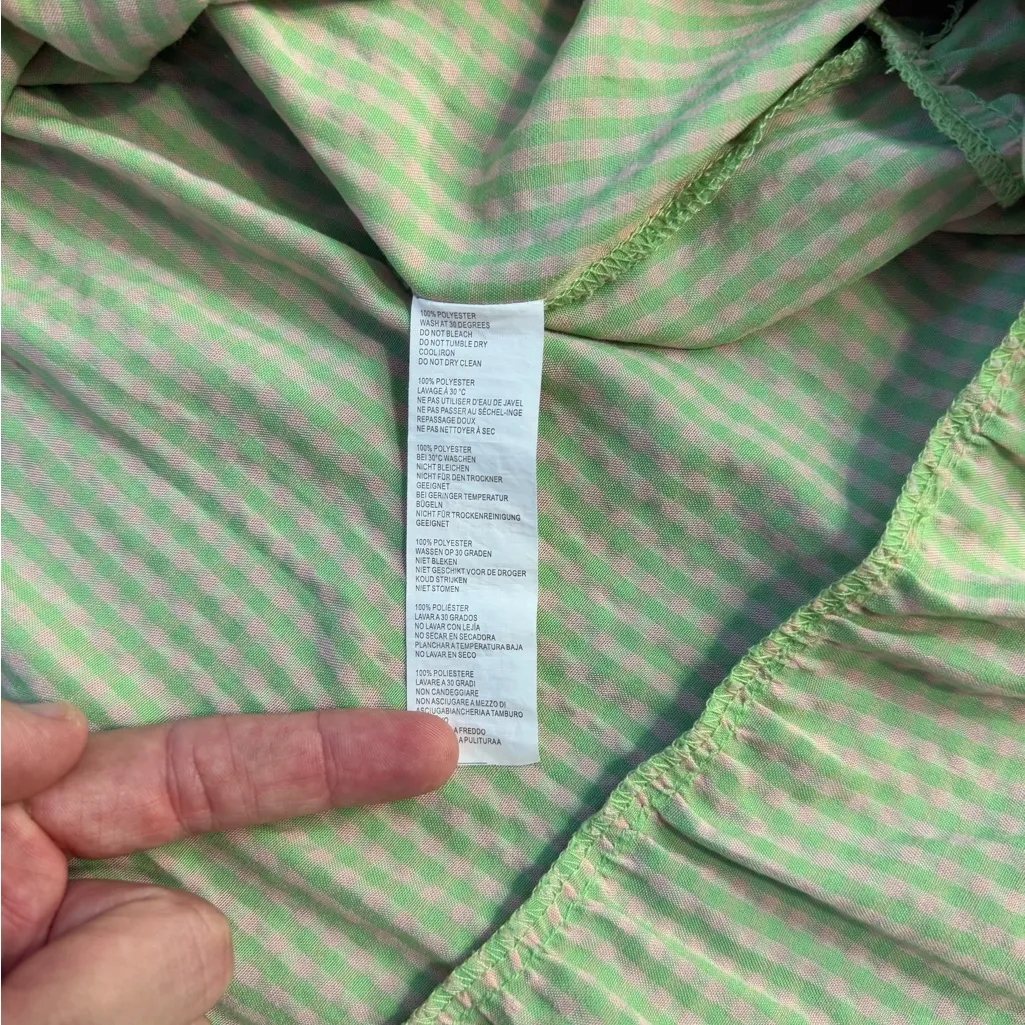 100% POLYESTER
WASH AT 30 DEGREES
DO NOT BLEACH
DO NOT TUMBLE DRY
COOL IRON
DO NOT DRY CLEAN
100% POLYESTER
LAVAGE À 30 °C
NE PAS UTILISER D'EAU DE JAVEL
NE PAS PASSER AU SÉCHEL-INGE
REPASSAGE DOUX
NE PAS NETTOYER À SEC
100% POLYESTER
BEI 30°C WASCHEN
NICHT BLEICHEN
NICHT FÜR DEN TROCKNER
GEEIGNET
BEI GERINGER TEMPERATUR
BÜGELN
NICHT FÜR TROCKENREINIGUNG
GEEIGNET
100% POLYESTER
WASSEN OP 30 GRADEN
NIET BLEKEN
NIET GESCHIKT VOOR DE DROGER
KOUD STRIJKEN
NIET STOMEN
100% POLIÉSTER
LAVAR A 30 GRADOS
NO LAVAR CON LEJÍA
NO SECAR EN SECADORA
PLANCHAR A TEMPERATURA BAJA
NO LAVAR EN SECO
100% POLIESTERE
LAVARE A 30 GRADI
NON CANDEGGIARE
NON ASCIUGARE A MEZZO DI
ASCIUGABIANCHERIA A TAMBURO
A FREDDO
A PULITURA A